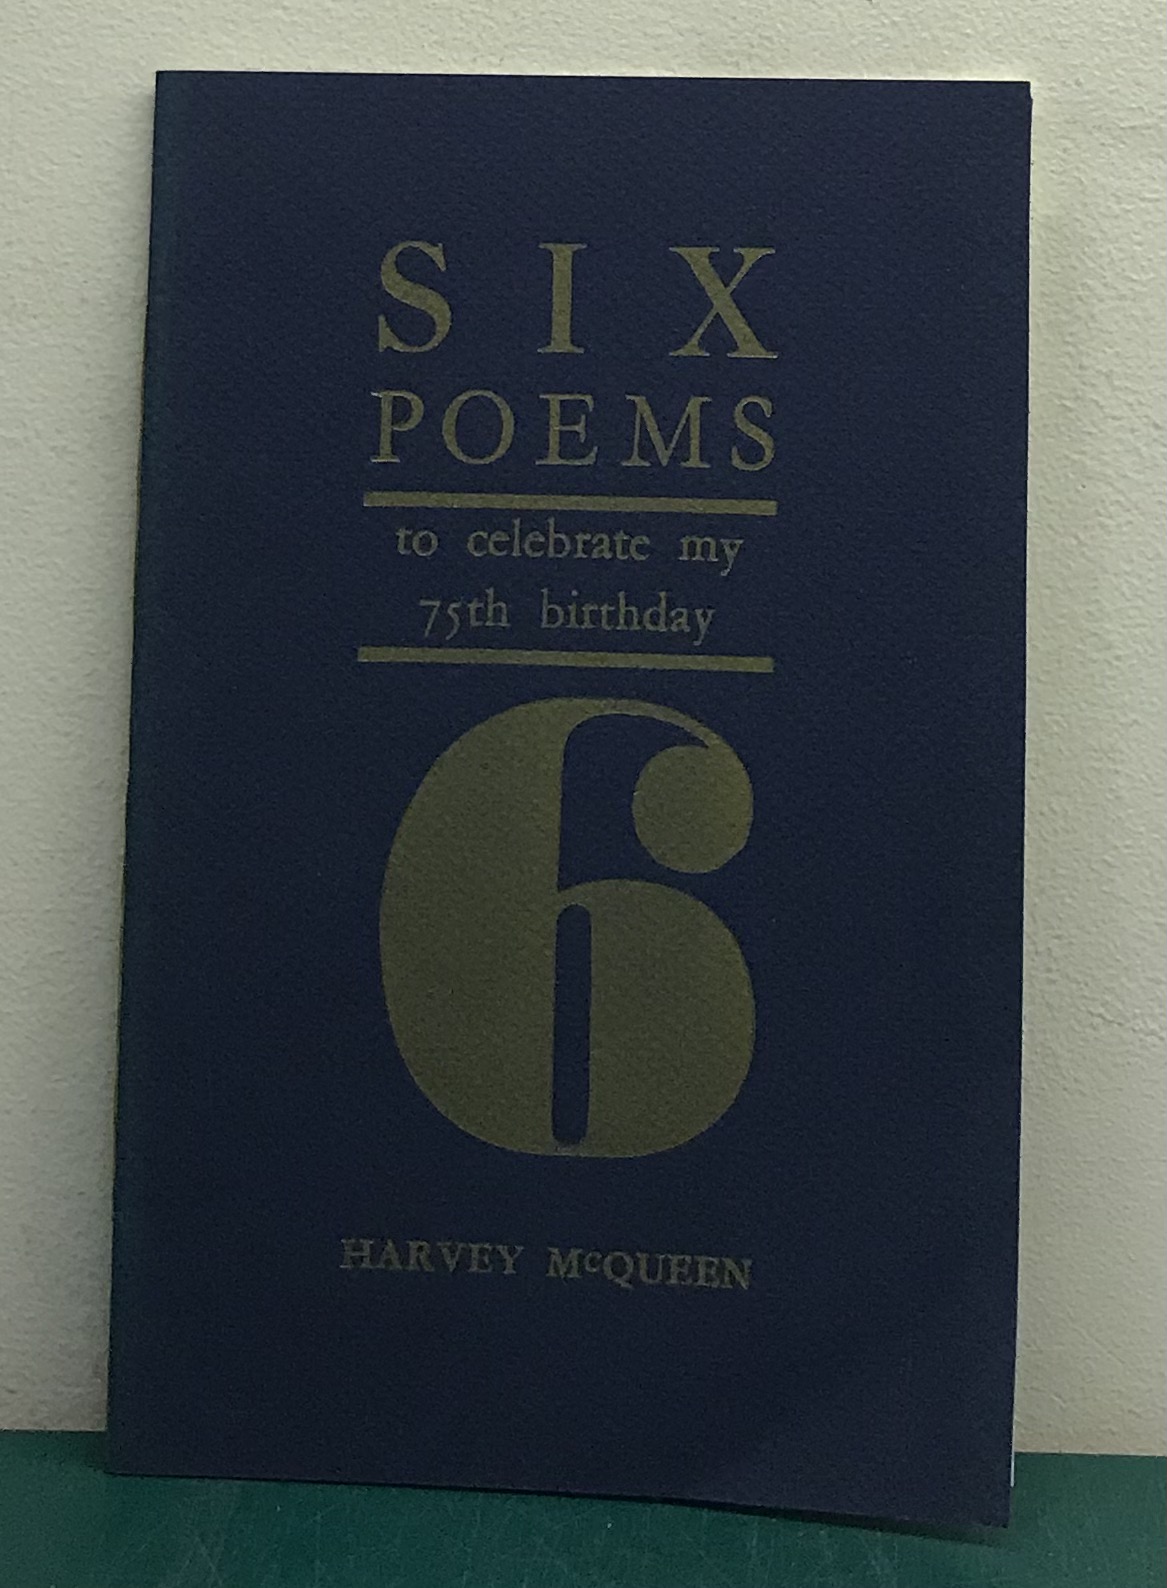 SIX
POEMS
to celebrate my
75th birthday
6
HARVEY McQUEEN